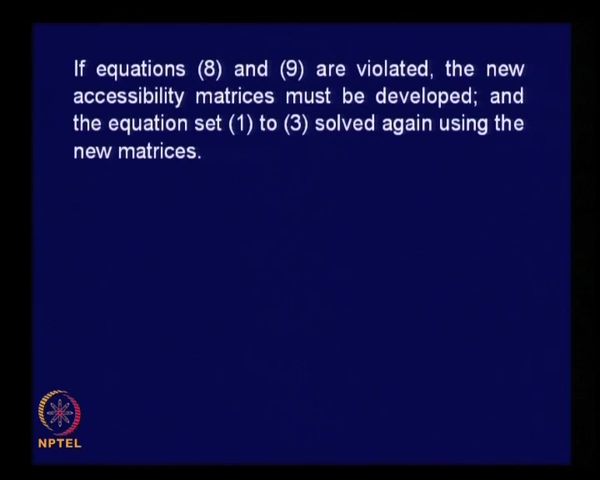 If equations (8) and (9) are violated, the new
accessibility matrices must be developed; and
the equation set (1) to (3) solved again using the
new matrices.
NPTEL